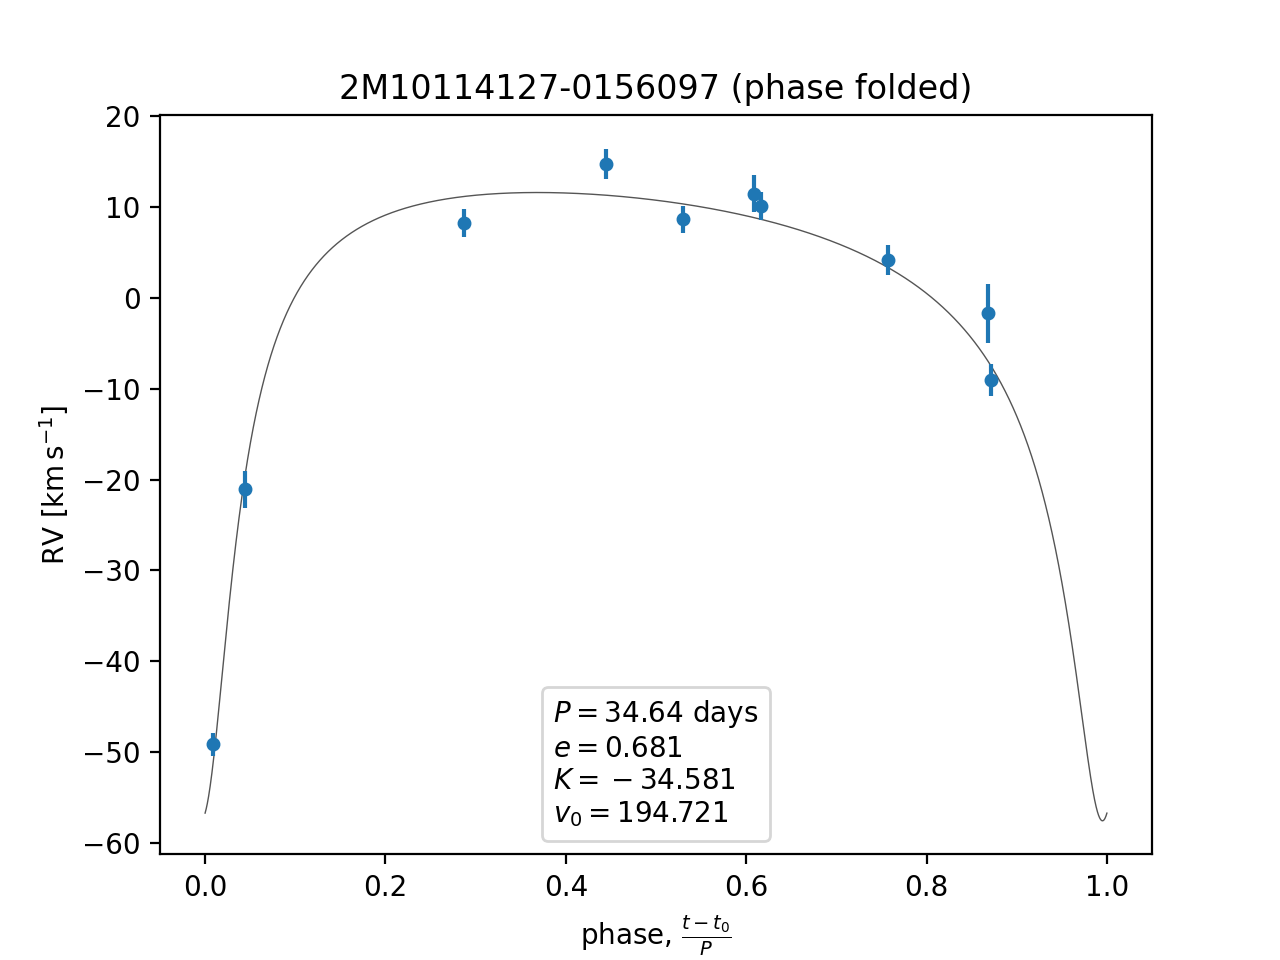 2M10114127-0156097 (phase folded)
RV [km s⁻¹]
20
10
0
−10
−20
−30
−40
−50
−60
P = 34.64 days
e = 0.681
K = −34.581
v₀ = 194.721
0.0 0.2 0.4 0.6 0.8 1.0
phase, (t − t₀)/P